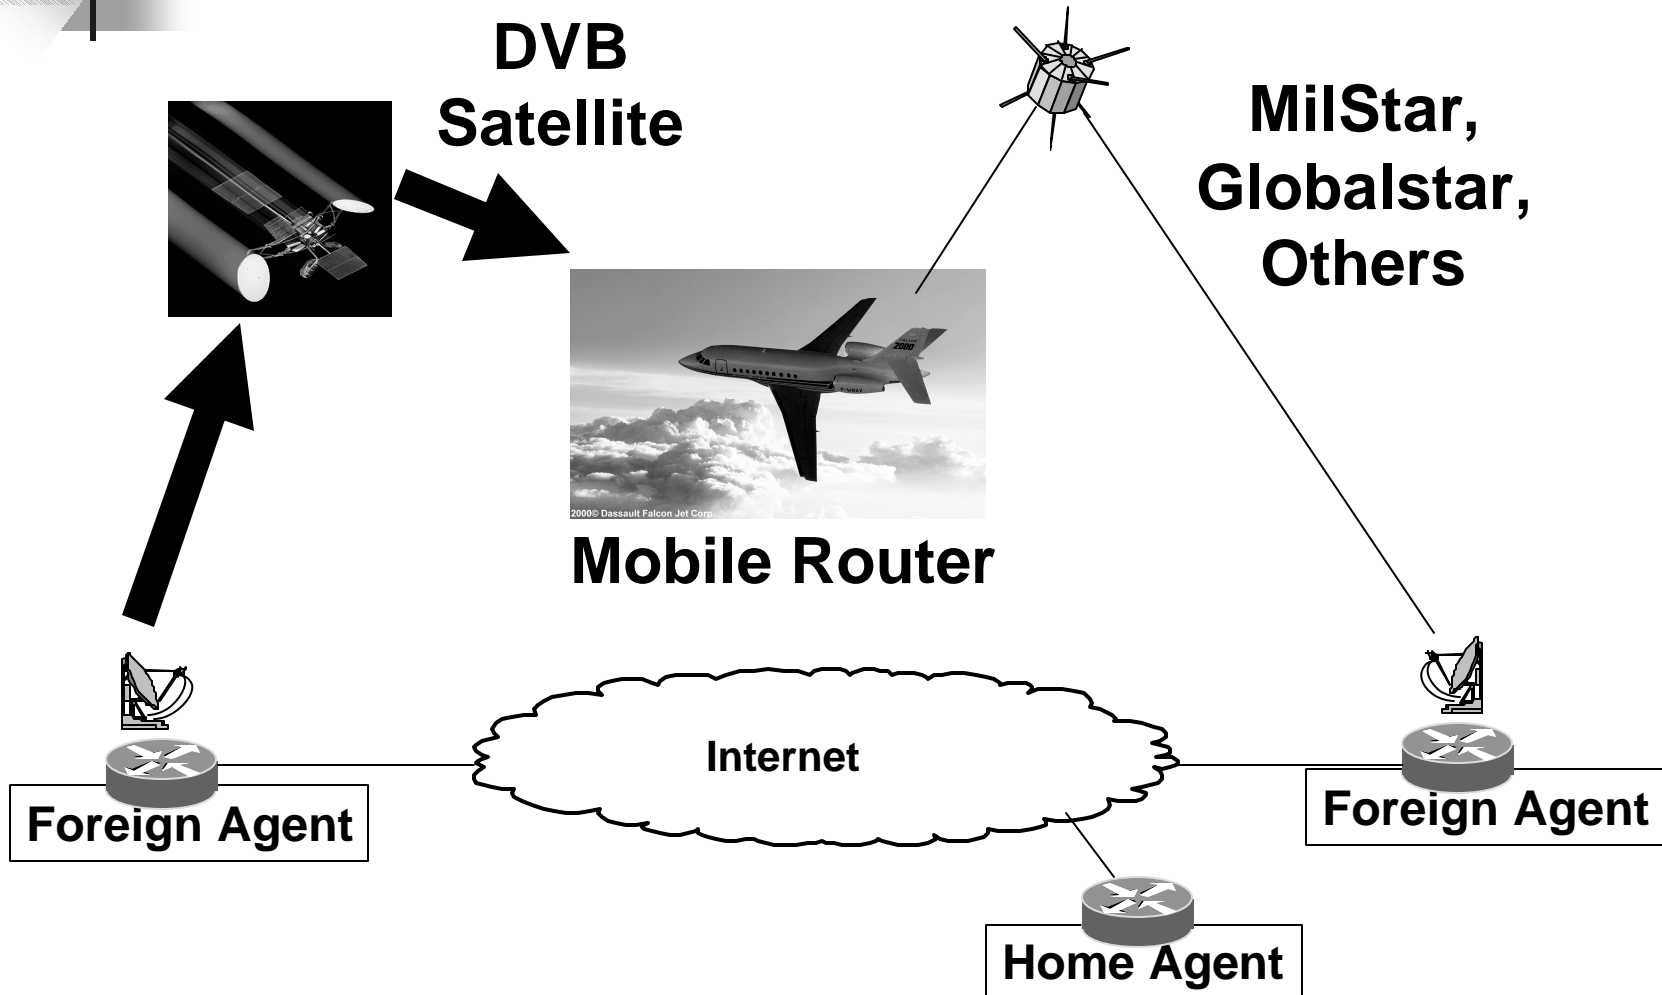 DVB
Satellite
MilStar,
Globalstar,
Others
2000
2000© Dassault Falcon Jet Corp.
Mobile Router
Internet
Foreign Agent
Foreign Agent
Home Agent